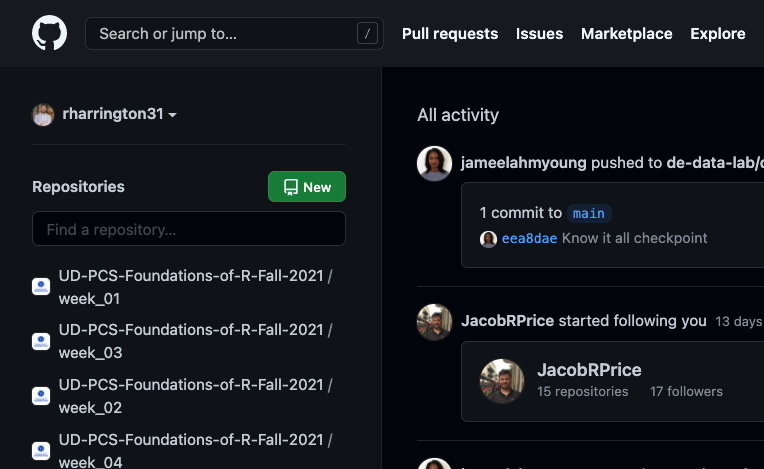 Search or jump to...
/
Pull requests
Issues
Marketplace
Explore
rharrington31
Repositories
New
Find a repository...
UD-PCS-Foundations-of-R-Fall-2021 /
week_01
UD-PCS-Foundations-of-R-Fall-2021 /
week_03
UD-PCS-Foundations-of-R-Fall-2021 /
week_02
UD-PCS-Foundations-of-R-Fall-2021 /
week_04
All activity
jameelahmyoung pushed to de-data-lab/
1 commit to main
eea8dae Know it all checkpoint
JacobRPrice started following you 13 days
JacobRPrice
15 repositories 17 followers